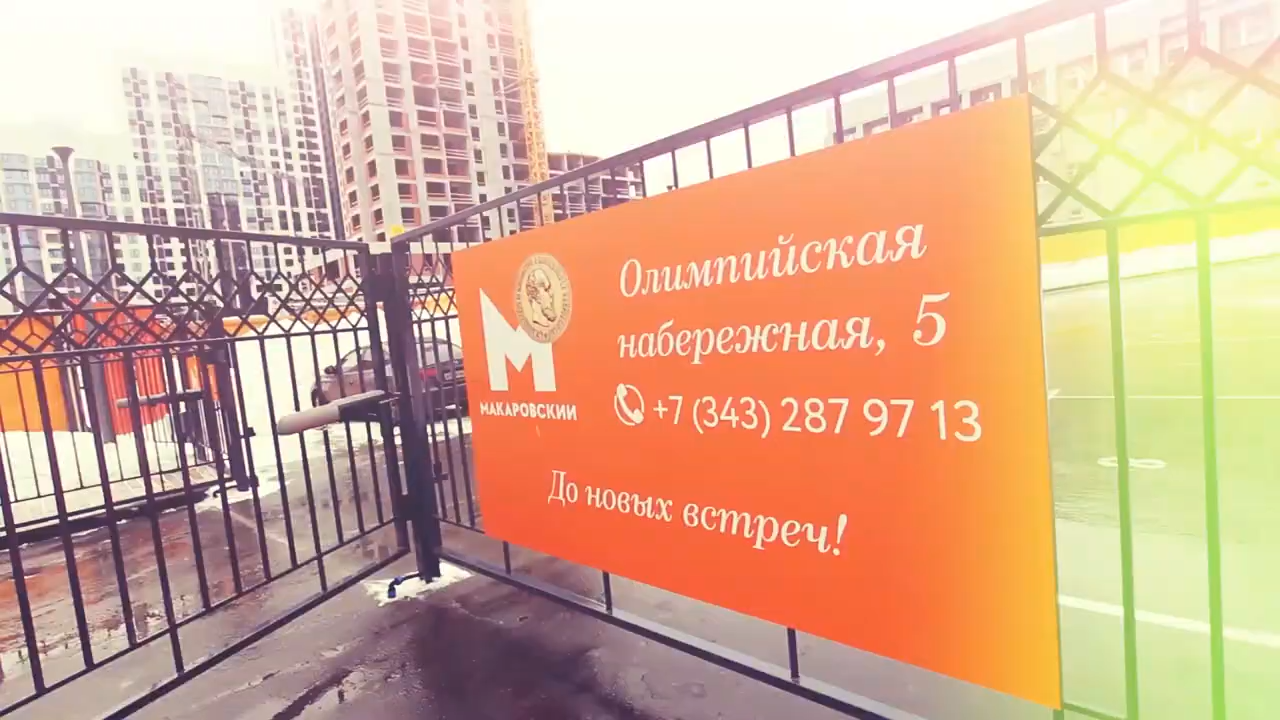 МАКАРОВСКИЙ
Олимпийская
набережная, 5
+7 (343) 287 97 13
До новых встреч!